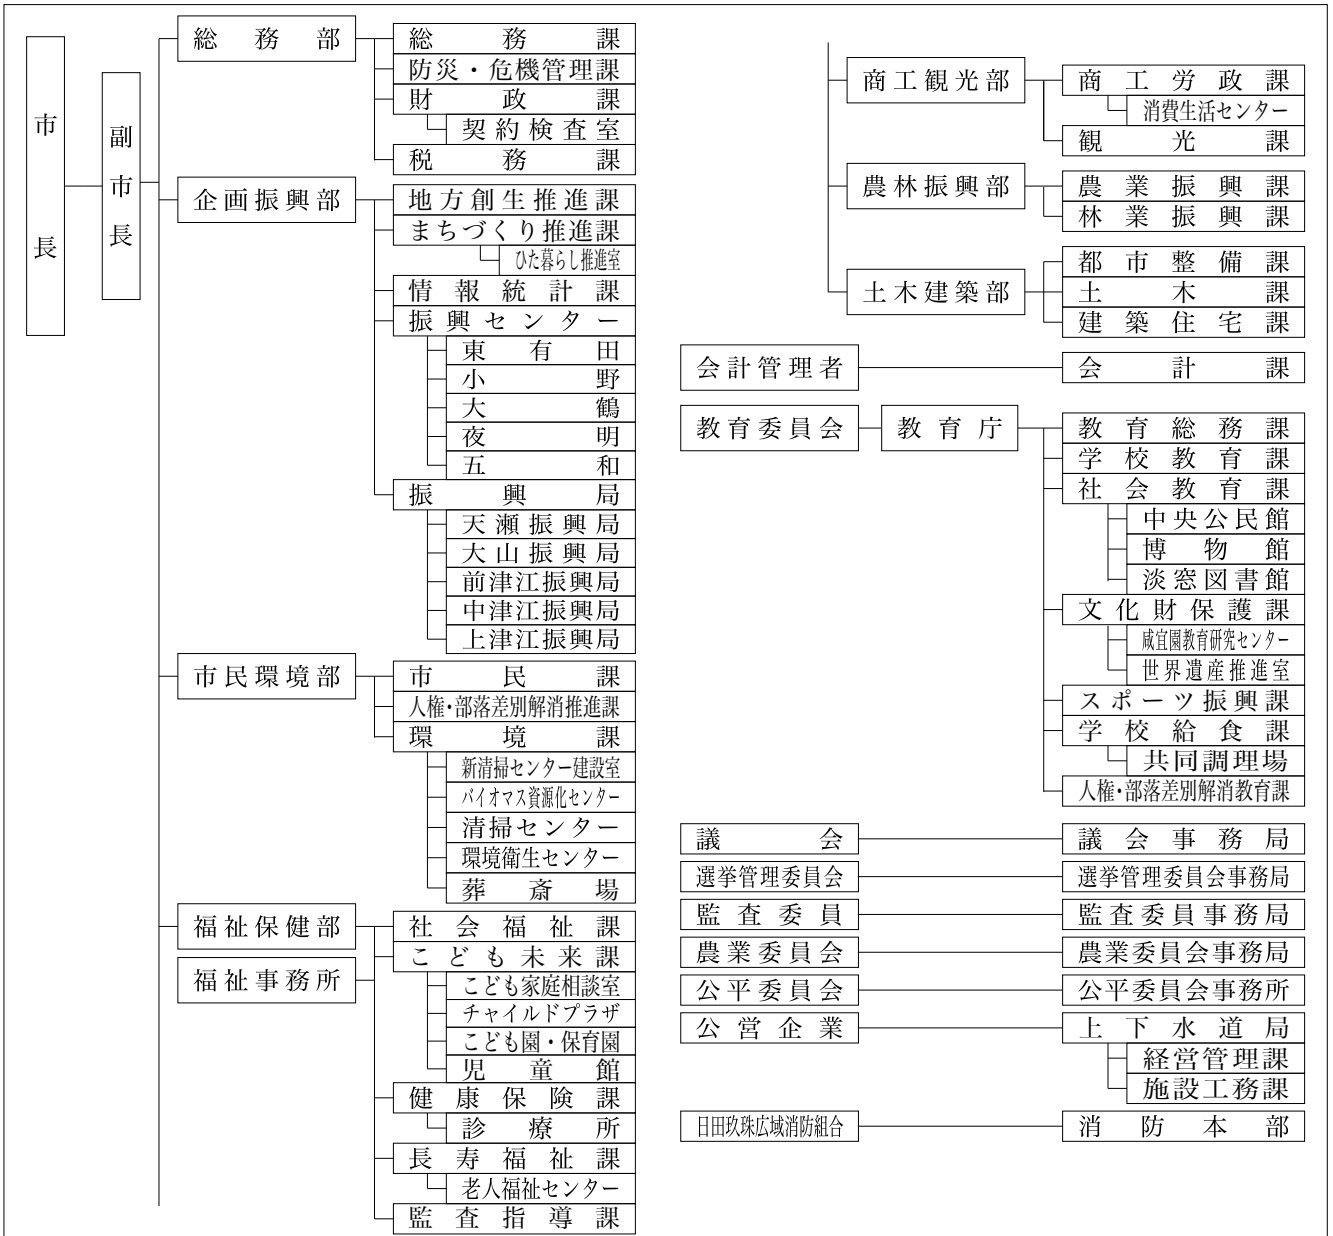 市長
副市長
総務部
総務課
防災・危機管理課
財政課
契約検査室
税務課
企画振興部
地方創生推進課
まちづくり推進課
ひた暮らし推進室
情報統計課
振興センター
東有田
小野
大鶴
夜明
五和
振興局
天瀬振興局
大山振興局
前津江振興局
中津江振興局
上津江振興局
市民環境部
市民課
人権・部落差別解消推進課
環境課
新清掃センター建設室
バイオマス資源化センター
清掃センター
環境衛生センター
葬斎場
福祉保健部
福祉事務所
社会福祉課
こども未来課
こども家庭相談室
チャイルドプラザ
こども園・保育園
児童館
健康保険課
診療所
長寿福祉課
老人福祉センター
監査指導課
商工観光部
商工労政課
消費生活センター
観光課
農林振興部
農業振興課
林業振興課
土木建築部
都市整備課
土木課
建築住宅課
会計管理者
会計課
教育委員会
教育庁
教育総務課
学校教育課
社会教育課
中央公民館
博物館
淡窓図書館
文化財保護課
咸宜園教育研究センター
世界遺産推進室
スポーツ振興課
学校給食課
共同調理場
人権・部落差別解消教育課
議会
議会事務局
選挙管理委員会
選挙管理委員会事務局
監査委員
監査委員事務局
農業委員会
農業委員会事務局
公平委員会
公平委員会事務所
公営企業
上下水道局
経営管理課
施設工務課
日田玖珠広域消防組合
消防本部